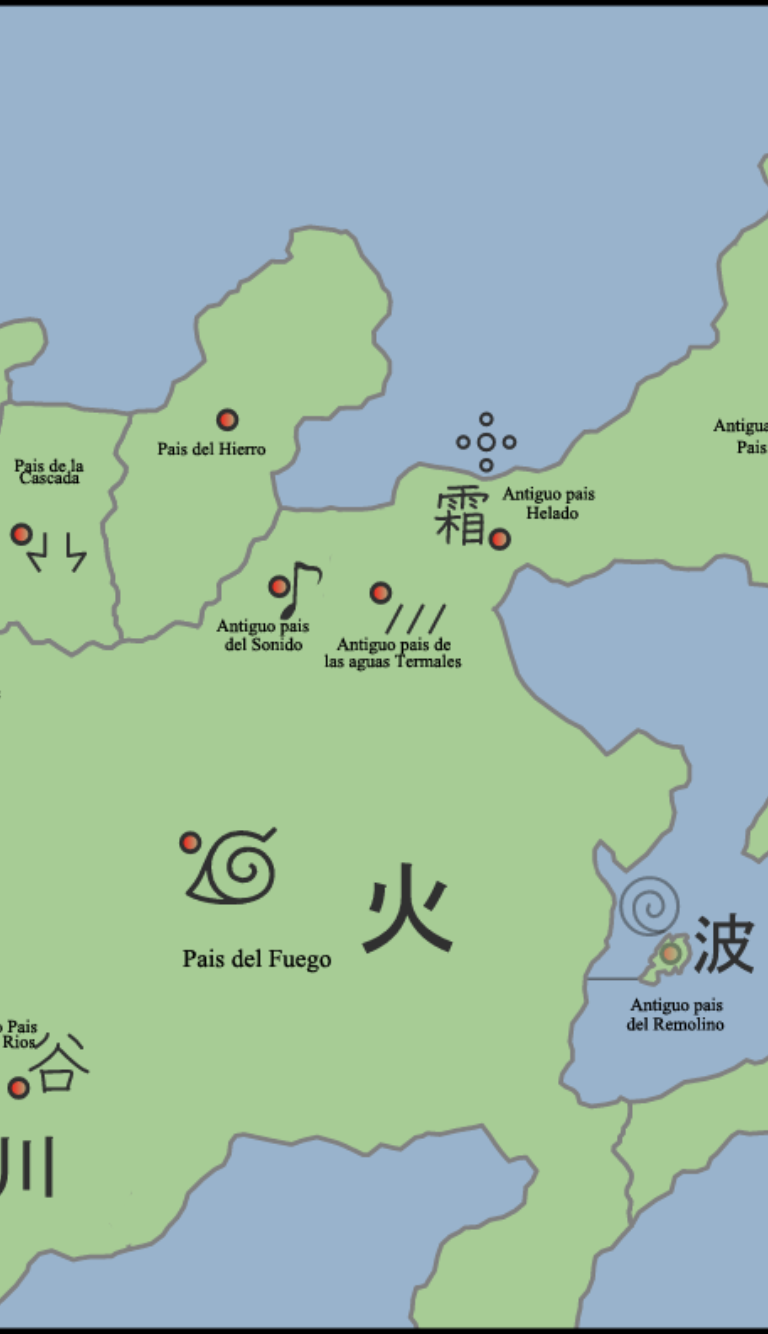 Antigua
Pais
Pais del Hierro
Pais de la
Cascada
霜
Antiguo pais
Helado
Antiguo pais
del Sonido
Antiguo pais de
las aguas Termales
火
Pais del Fuego
波
Antiguo pais
del Remolino
o Pais
Rios
谷
川